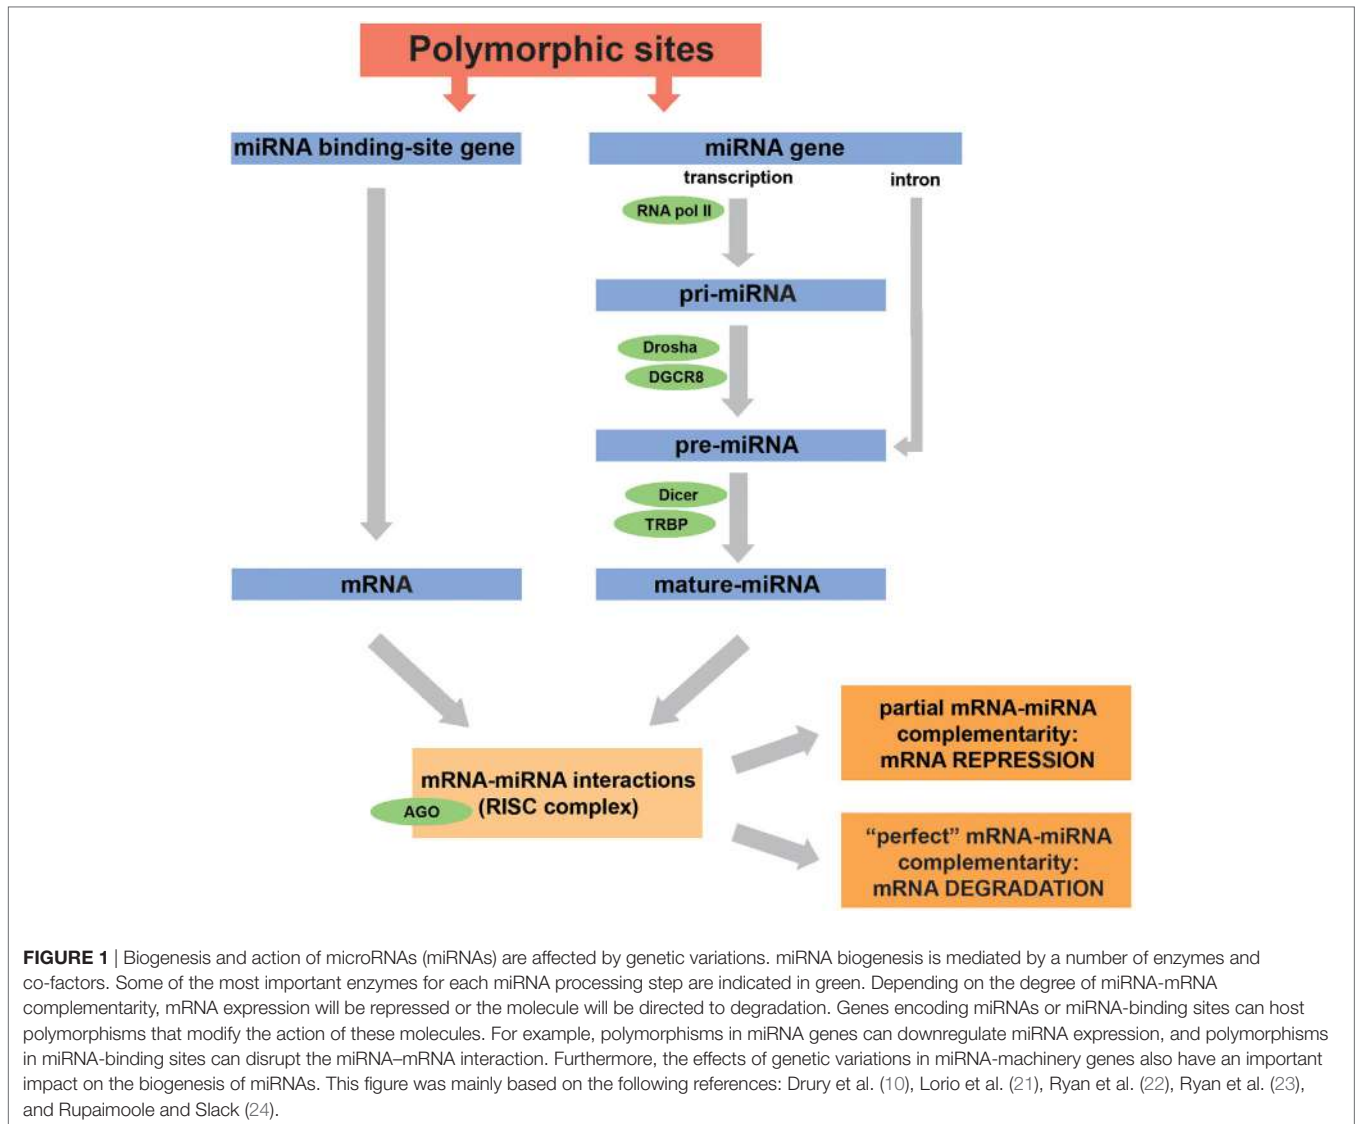 Polymorphic sites
miRNA binding-site gene
miRNA gene
transcription
intron
RNA pol II
pri-miRNA
Drosha
DGCR8
pre-miRNA
Dicer
TRBP
mRNA
mature-miRNA
mRNA-miRNA interactions
(RISC complex)
AGO
partial mRNA-miRNA
complementarity:
mRNA REPRESSION
“perfect” mRNA-miRNA
complementarity:
mRNA DEGRADATION
FIGURE 1 | Biogenesis and action of microRNAs (miRNAs) are affected by genetic variations. miRNA biogenesis is mediated by a number of enzymes and
co-factors. Some of the most important enzymes for each miRNA processing step are indicated in green. Depending on the degree of miRNA-mRNA
complementarity, mRNA expression will be repressed or the molecule will be directed to degradation. Genes encoding miRNAs or miRNA-binding sites can host
polymorphisms that modify the action of these molecules. For example, polymorphisms in miRNA genes can downregulate miRNA expression, and polymorphisms
in miRNA-binding sites can disrupt the miRNA–mRNA interaction. Furthermore, the effects of genetic variations in miRNA-machinery genes also have an important
impact on the biogenesis of miRNAs. This figure was mainly based on the following references: Drury et al. (10), Lorio et al. (21), Ryan et al. (22), Ryan et al. (23),
and Rupaimoole and Slack (24).